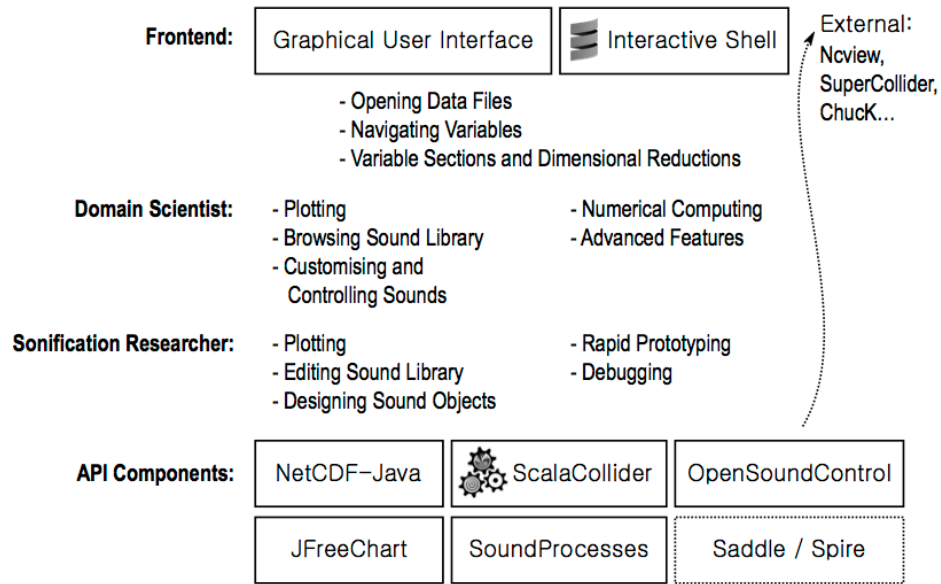 Frontend:
Graphical User Interface
Interactive Shell
External:
Ncview,
SuperCollider,
ChucK...
- Opening Data Files
- Navigating Variables
- Variable Sections and Dimensional Reductions
Domain Scientist:
- Plotting
- Browsing Sound Library
- Customising and
Controlling Sounds
- Numerical Computing
- Advanced Features
Sonification Researcher:
- Plotting
- Editing Sound Library
- Designing Sound Objects
- Rapid Prototyping
- Debugging
API Components:
NetCDF-Java
ScalaCollider
OpenSoundControl
JFreeChart
SoundProcesses
Saddle / Spire